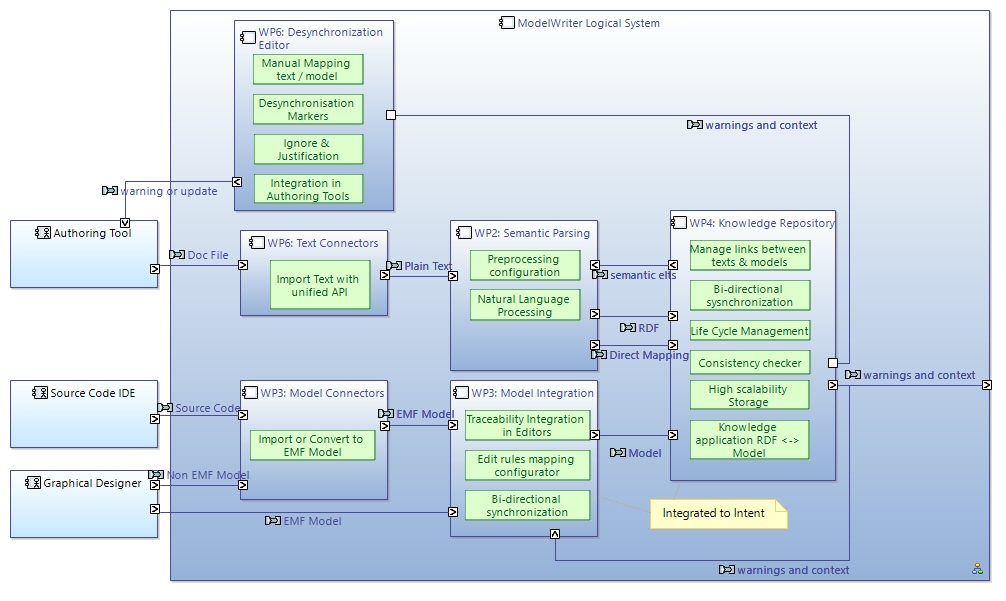 ModelWriter Logical System
WP6: Desynchronization
Editor
Manual Mapping
text / model
Desynchronisation
Markers
Ignore &
Justification
Integration in
Authoring Tools
warnings and context
warning or update
Authoring Tool
Doc File
WP6: Text Connectors
Import Text with
unified API
Plain Text
WP2: Semantic Parsing
Preprocessing
configuration
Natural Language
Processing
semantic elts
RDF
Direct Mapping
WP4: Knowledge Repository
Manage links between
texts & models
Bi-directional
sysnchronization
Life Cycle Management
Consistency checker
High scalability
Storage
Knowledge
application RDF <->
Model
warnings and context
Source Code IDE
Source Code
WP3: Model Connectors
Import or Convert to
EMF Model
EMF Model
WP3: Model Integration
Traceability Integration
in Editors
Edit rules mapping
configurator
Bi-directional
synchronization
Model
Graphical Designer
Non EMF Model
EMF Model
Integrated to Intent
warnings and context